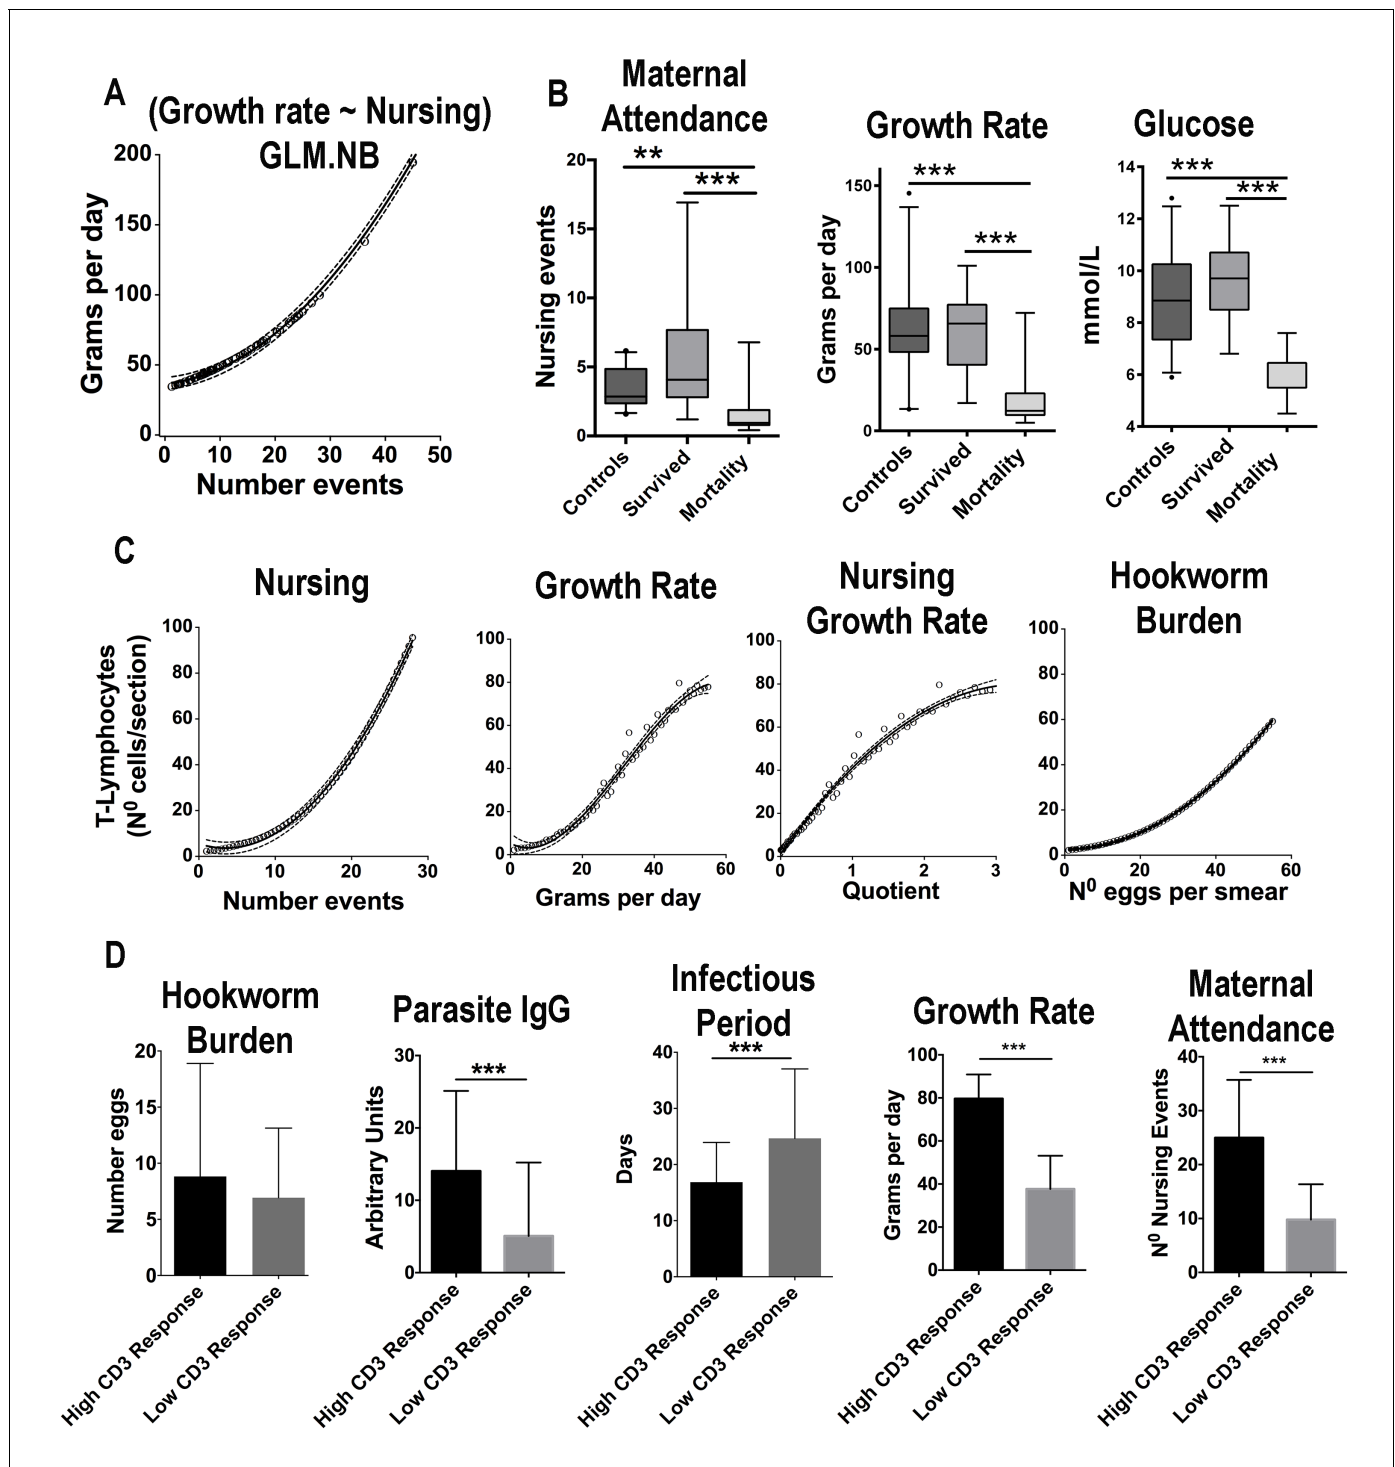 A
(Growth rate ~ Nursing)
GLM.NB
Grams per day
200
150
100
50
0
0 10 20 30 40 50
Number events
B
Maternal
Attendance
Nursing events
20
15
10
5
0
**
***
Controls
Survived
Mortality
Growth Rate
Grams per day
150
100
50
0
***
***
Controls
Survived
Mortality
Glucose
mmol/L
14
12
10
8
6
4
***
***
Controls
Survived
Mortality
C
Nursing
T-Lymphocytes
(N⁰ cells/section)
100
80
60
40
20
0
0 10 20 30
Number events
Growth Rate
100
80
60
40
20
0
0 20 40 60
Grams per day
Nursing
Growth Rate
100
80
60
40
20
0
0 1 2 3
Quotient
Hookworm
Burden
100
80
60
40
20
0
0 20 40 60
N⁰ eggs per smear
D
Hookworm
Burden
Number eggs
20
15
10
5
0
High CD3 Response
Low CD3 Response
Parasite IgG
Arbitrary Units
30
20
10
0
***
High CD3 Response
Low CD3 Response
Infectious
Period
Days
40
30
20
10
0
***
High CD3 Response
Low CD3 Response
Growth Rate
Grams per day
100
80
60
40
20
0
***
High CD3 Response
Low CD3 Response
Maternal
Attendance
N⁰ Nursing Events
40
30
20
10
0
***
High CD3 Response
Low CD3 Response